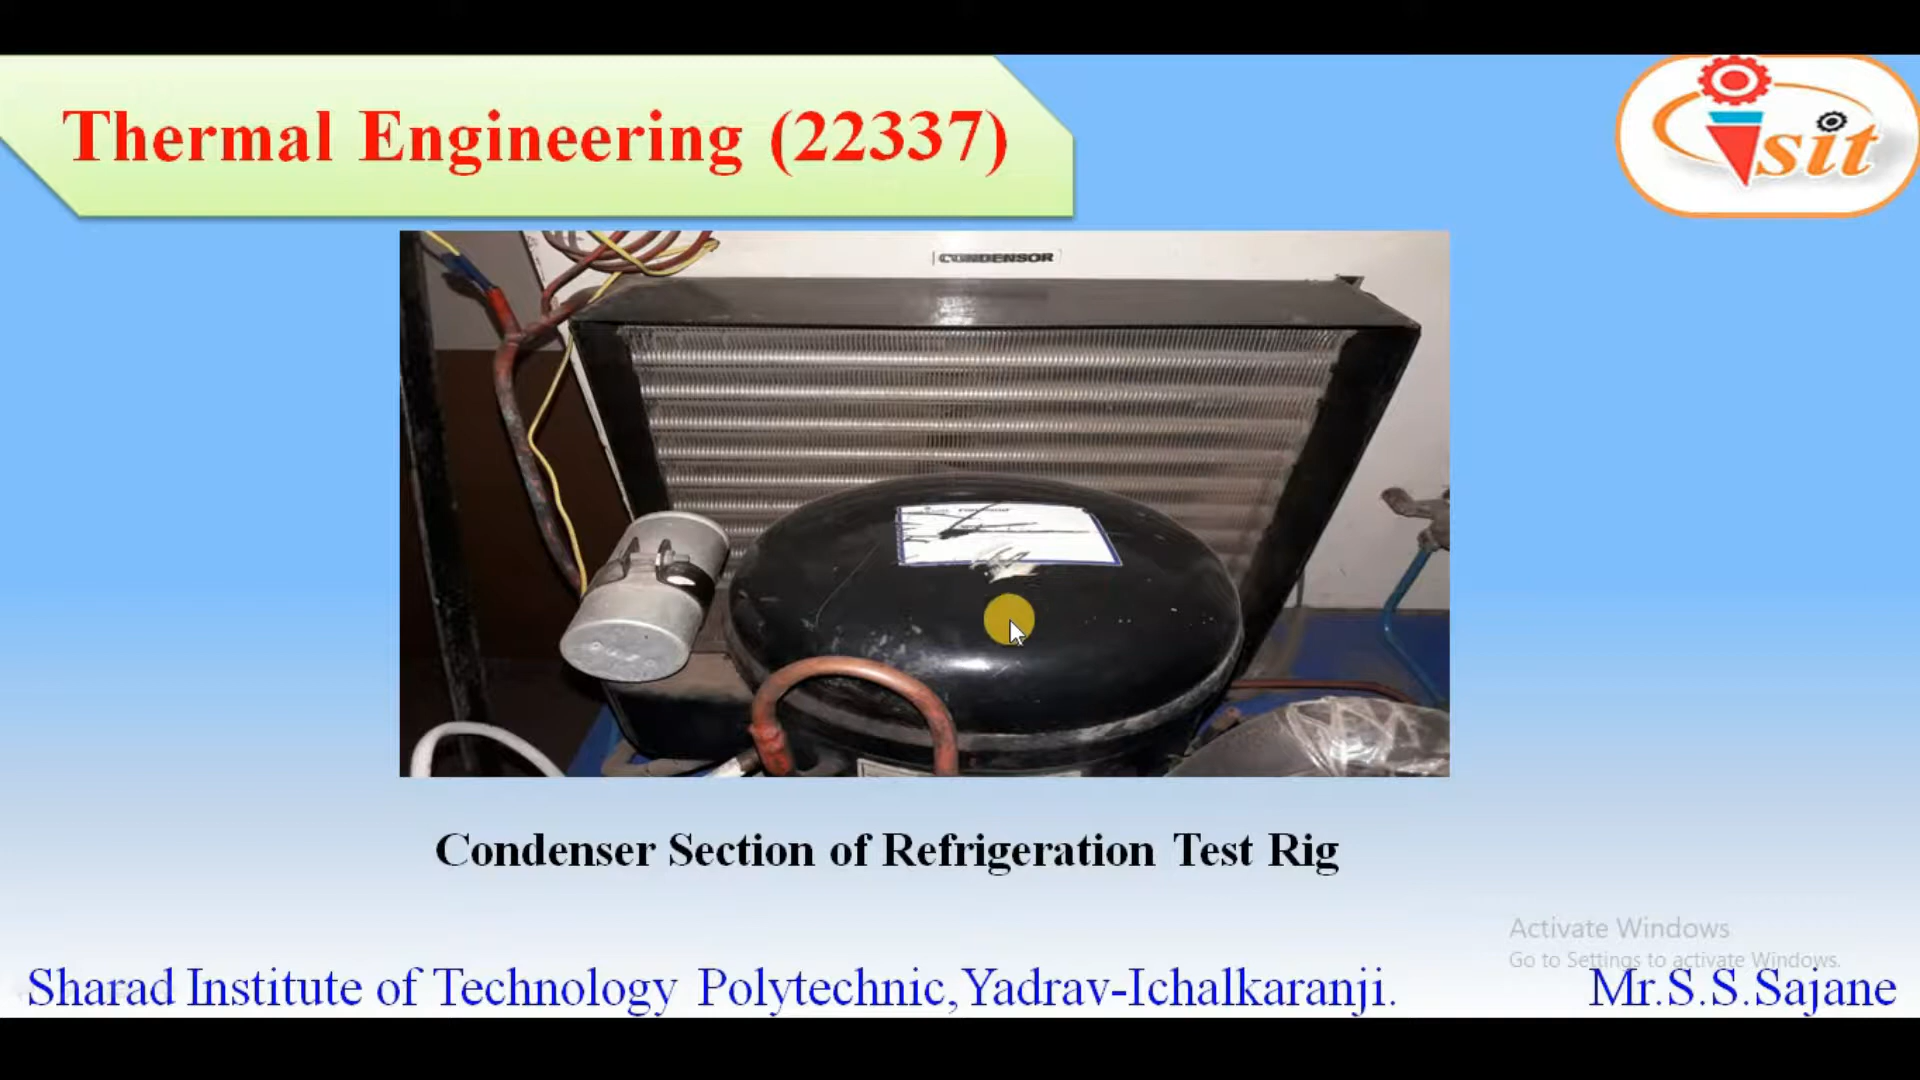 Thermal Engineering (22337)
sit
CONDENSOR
Condenser Section of Refrigeration Test Rig
Activate Windows
Go to Settings to activate Windows.
Sharad Institute of Technology Polytechnic,Yadrav-Ichalkaranji.
Mr.S.S.Sajane